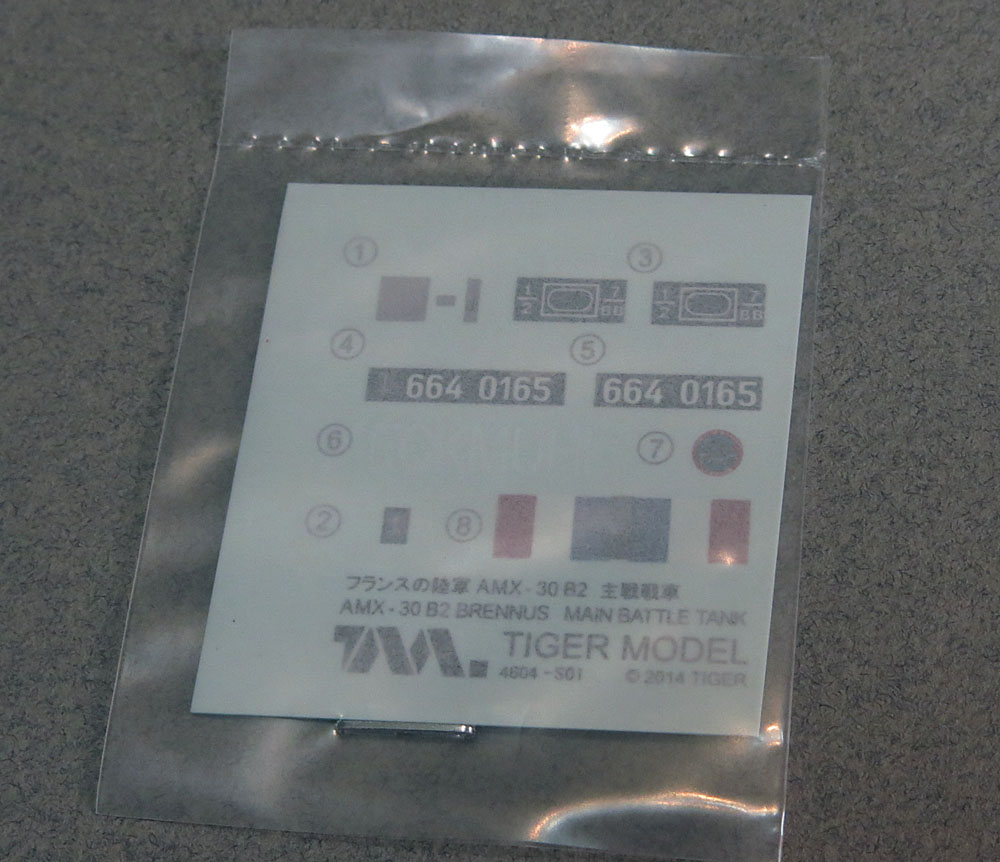 ① ③
1/2 7/BB 1/2 7/BB
④ ⑤
664 0165 664 0165
⑥ ⑦
② ⑧
フランスの陸軍 AMX-30 B2 主戦戦車
AMX-30 B2 BRENNUS MAIN BATTLE TANK
TIGER MODEL
4604-S01 © 2014 TIGER